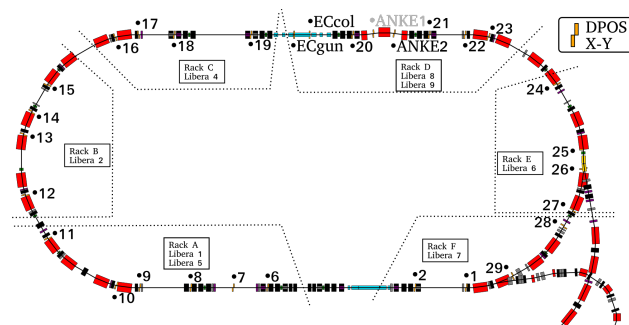 17
ECcol
ANKE1
21
23
DPOS
X-Y
16
18
19
ECgun
20
ANKE2
22
Rack C
Libera 4
Rack D
Libera 8
Libera 9
15
24
14
13
Rack B
Libera 2
25
Rack E
Libera 6
26
12
27
11
28
Rack A
Libera 1
Libera 5
Rack F
Libera 7
29
9
8
7
6
2
1
10